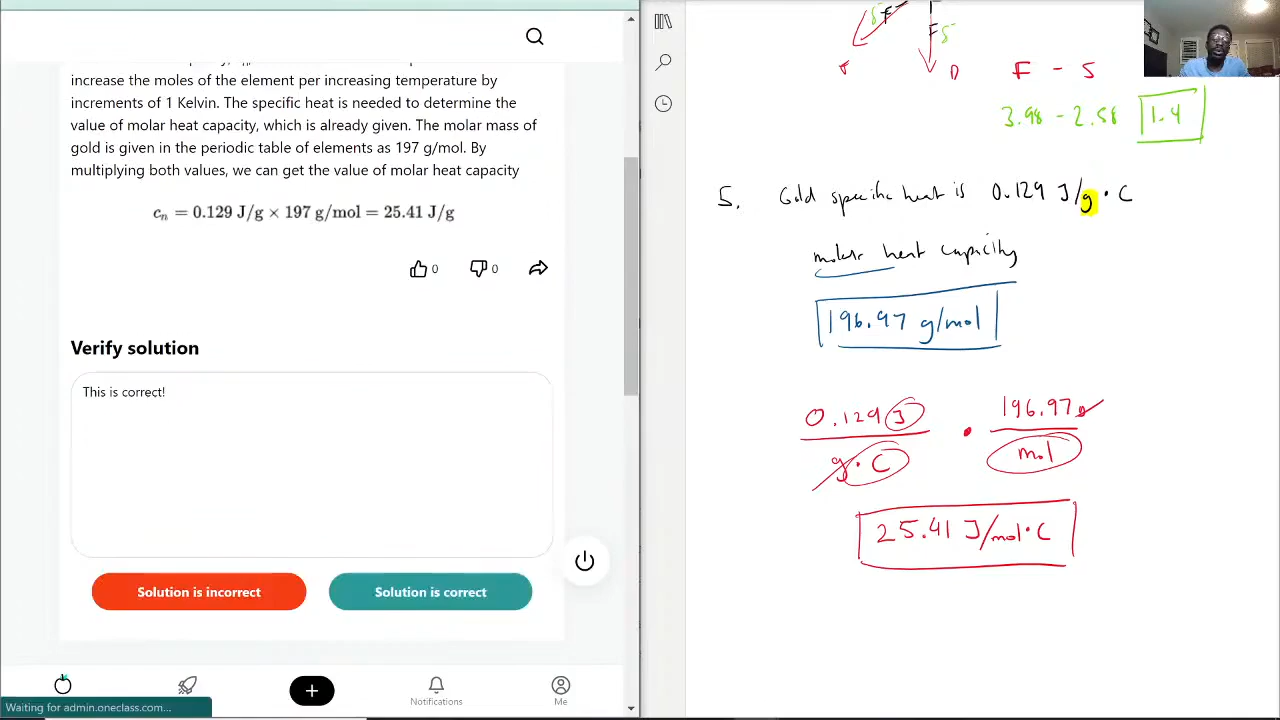 increase the moles of the element per increasing temperature by
increments of 1 Kelvin. The specific heat is needed to determine the
value of molar heat capacity, which is already given. The molar mass of
gold is given in the periodic table of elements as 197 g/mol. By
multiplying both values, we can get the value of molar heat capacity
cₙ = 0.129 J/g × 197 g/mol = 25.41 J/g
0 0
Verify solution
This is correct!
Solution is incorrect Solution is correct
Notifications Me
Waiting for admin.oneclass.com...
F δ
F - S
3.98 - 2.58 1.4
5. Gold specific heat is 0.129 J/g · C
molar heat capacity
196.97 g/mol
0.129 J
g · C
·
196.97
mol
25.41 J/mol·C